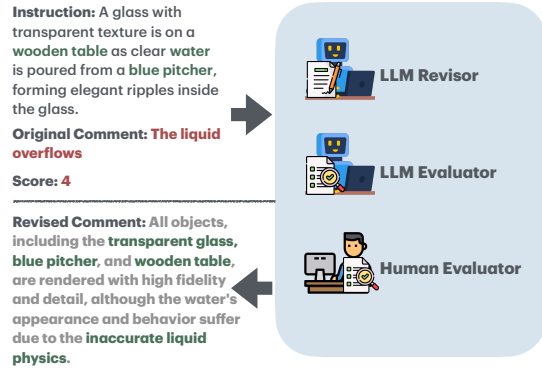 Instruction: A glass with
transparent texture is on a
wooden table as clear water
is poured from a blue pitcher,
forming elegant ripples inside
the glass.
Original Comment: The liquid
overflows
Score: 4
Revised Comment: All objects,
including the transparent glass,
blue pitcher, and wooden table,
are rendered with high fidelity
and detail, although the water's
appearance and behavior suffer
due to the inaccurate liquid
physics.
LLM Revisor
LLM Evaluator
Human Evaluator